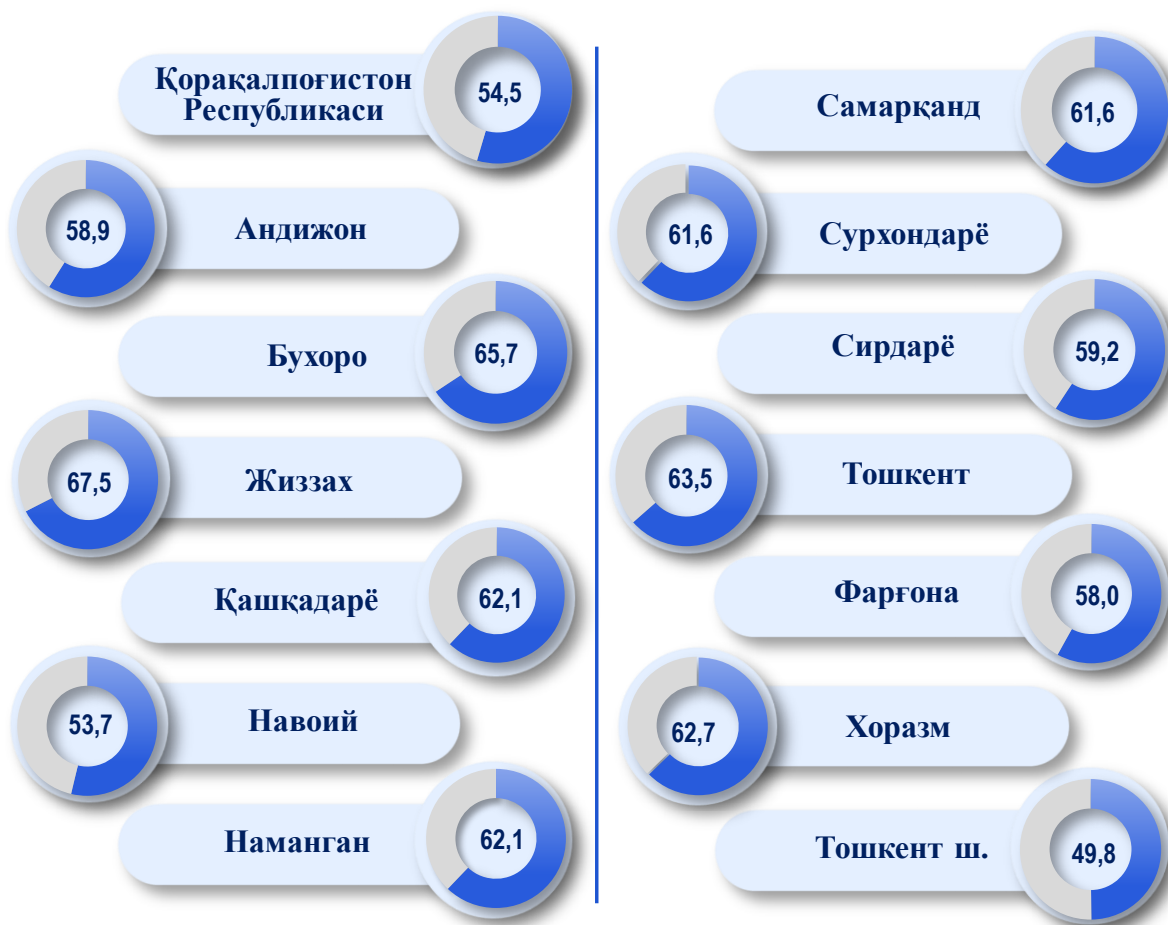 Қорақалпоғистон
Республикаси
54,5
58,9
Андижон
Бухоро
65,7
67,5
Жиззах
Қашқадарё
62,1
53,7
Навоий
Наманган
62,1
Самарқанд
61,6
61,6
Сурхондарё
Сирдарё
59,2
63,5
Тошкент
Фарғона
58,0
62,7
Хоразм
Тошкент ш.
49,8